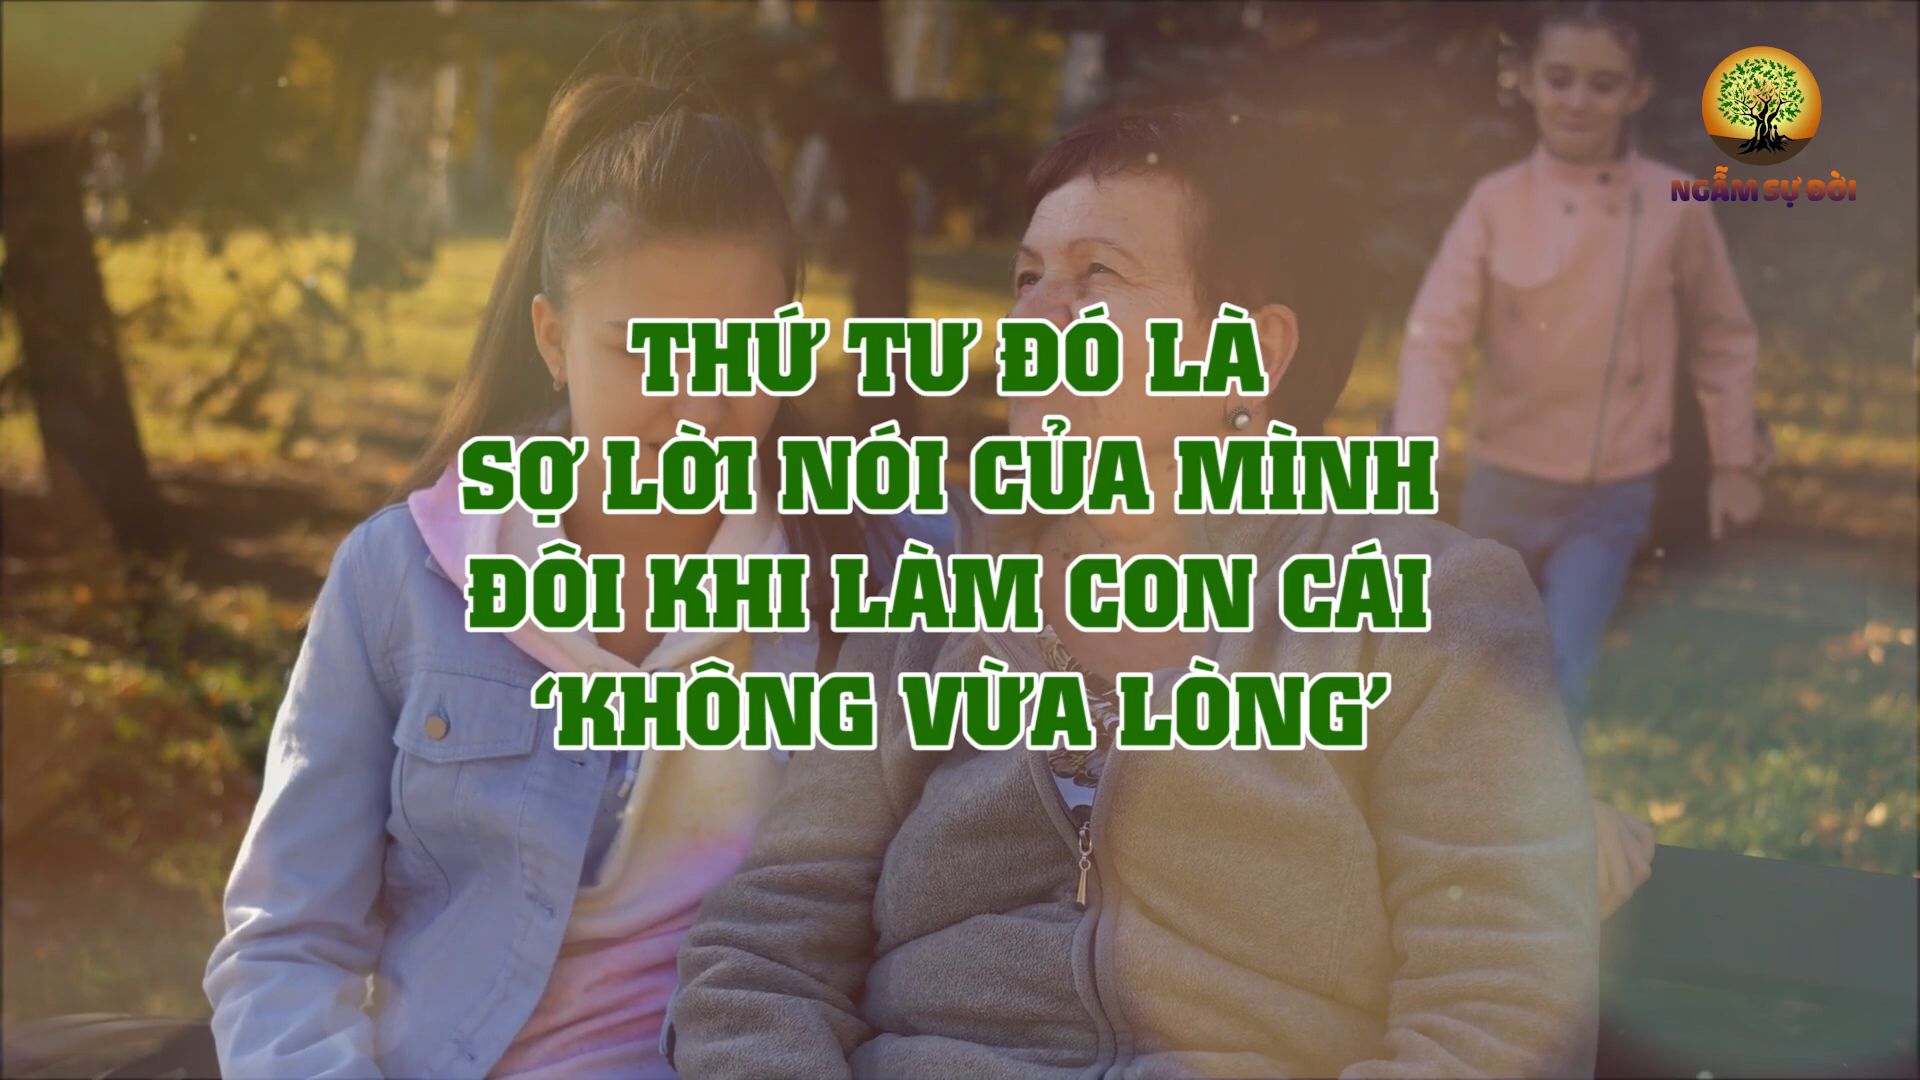 NGẪM SỰ ĐỜI
THỨ TƯ ĐÓ LÀ
SỢ LỜI NÓI CỦA MÌNH
ĐÔI KHI LÀM CON CÁI
‘KHÔNG VỪA LÒNG’